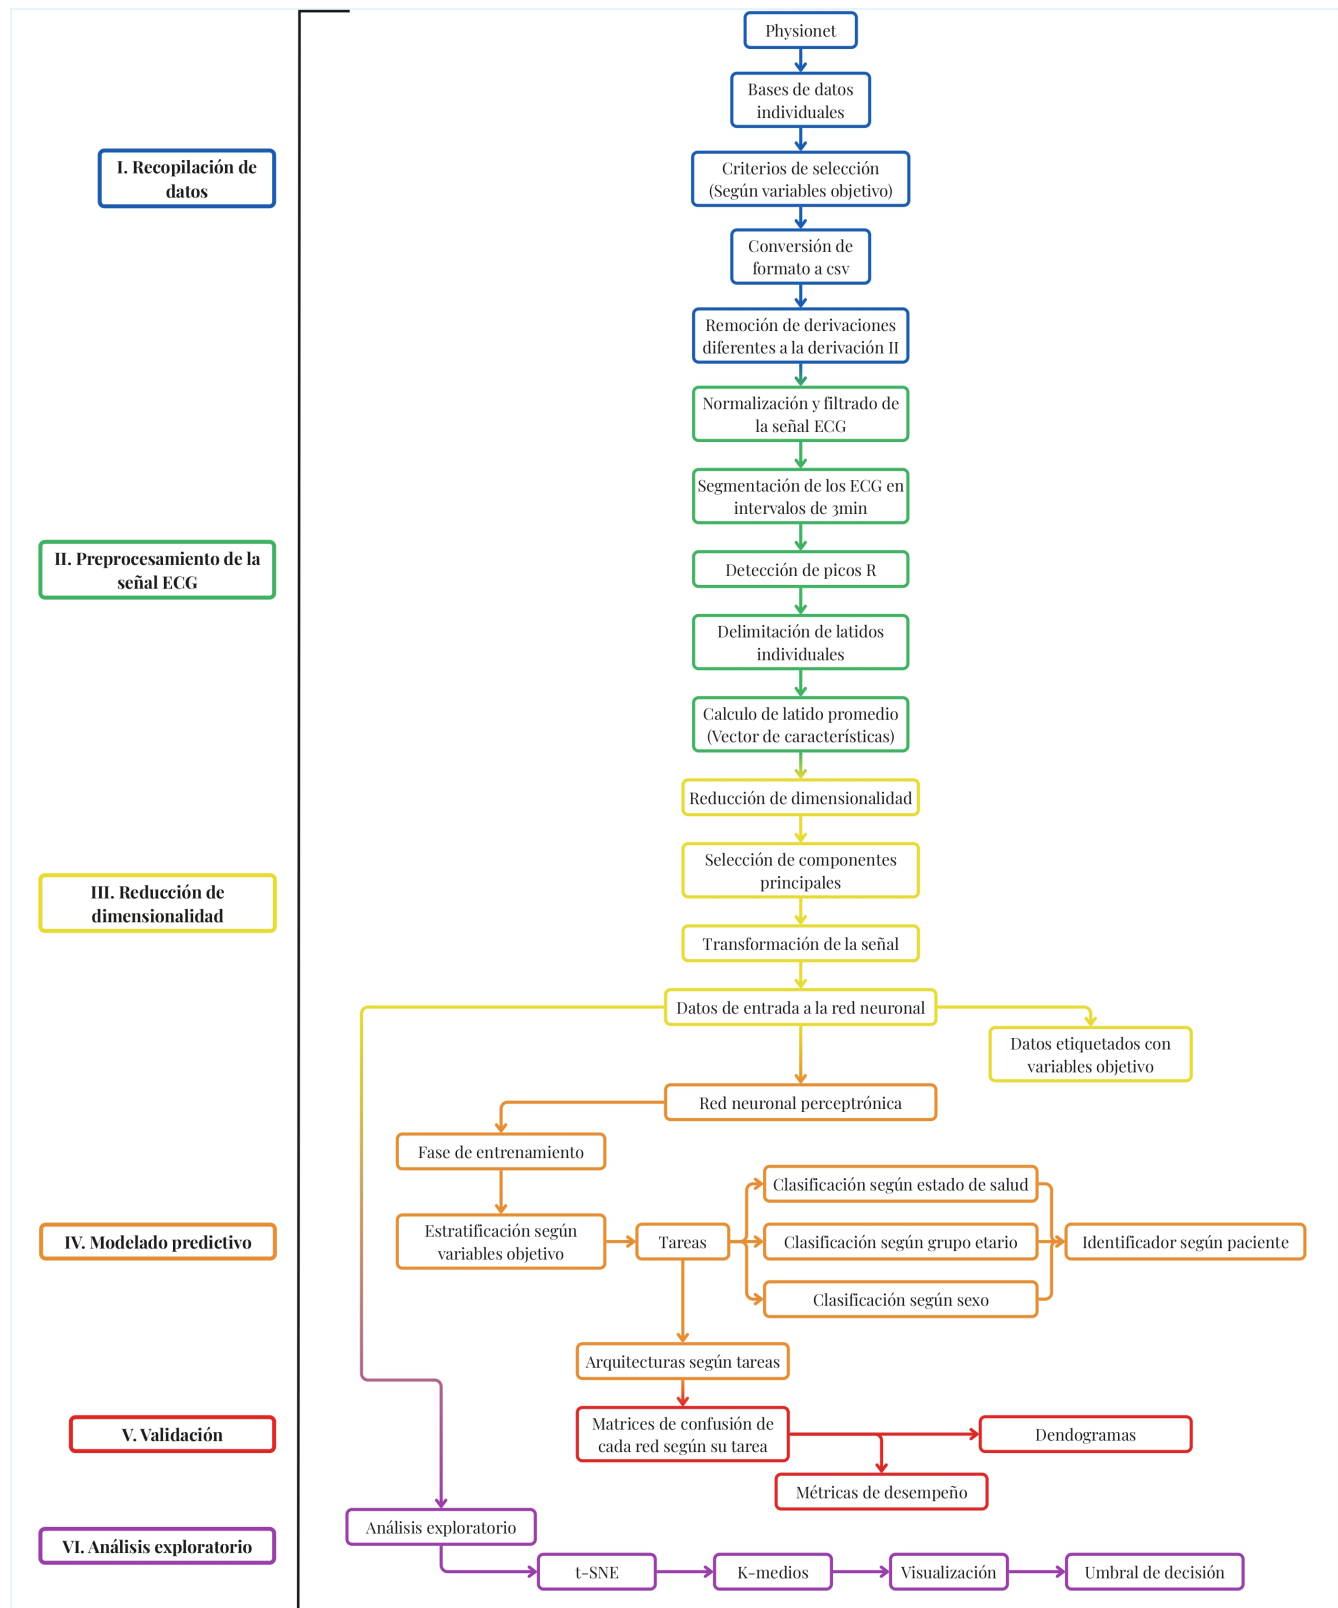 Physionet
Bases de datos
individuales
I. Recopilación de
datos
Criterios de selección
(Según variables objetivo)
Conversión de
formato a csv
Remoción de derivaciones
diferentes a la derivación II
Normalización y filtrado de
la señal ECG
Segmentación de los ECG en
intervalos de 3min
II. Preprocesamiento de la
señal ECG
Detección de picos R
Delimitación de latidos
individuales
Calculo de latido promedio
(Vector de características)
Reducción de dimensionalidad
III. Reducción de
dimensionalidad
Selección de componentes
principales
Transformación de la señal
Datos de entrada a la red neuronal
Datos etiquetados con
variables objetivo
Red neuronal perceptrónica
Fase de entrenamiento
Clasificación según estado de salud
IV. Modelado predictivo
Estratificación según
variables objetivo
Tareas
Clasificación según grupo etario
Identificador según paciente
Clasificación según sexo
Arquitecturas según tareas
V. Validación
Matrices de confusión de
cada red según su tarea
Dendogramas
Métricas de desempeño
VI. Análisis exploratorio
Análisis exploratorio
t-SNE
K-medios
Visualización
Umbral de decisión